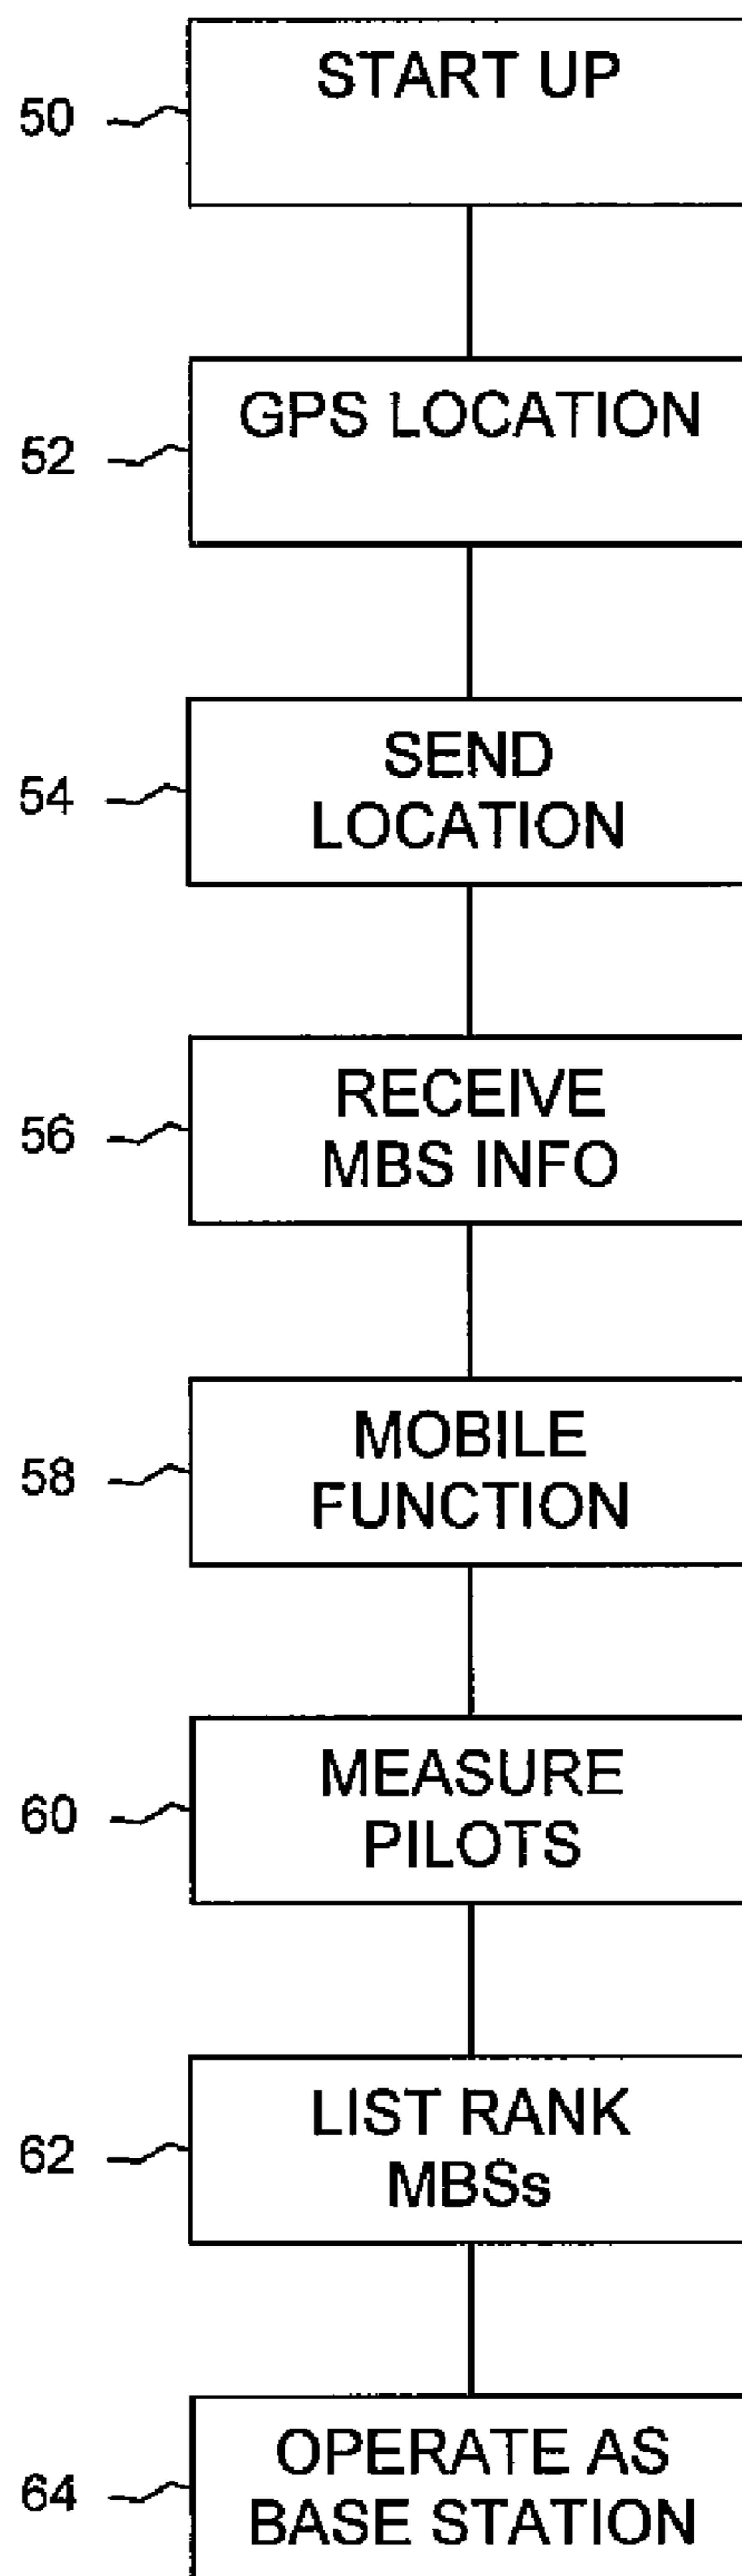 50
START UP
52
GPS LOCATION
54
SEND
LOCATION
56
RECEIVE
MBS INFO
58
MOBILE
FUNCTION
60
MEASURE
PILOTS
62
LIST RANK
MBSs
64
OPERATE AS
BASE STATION